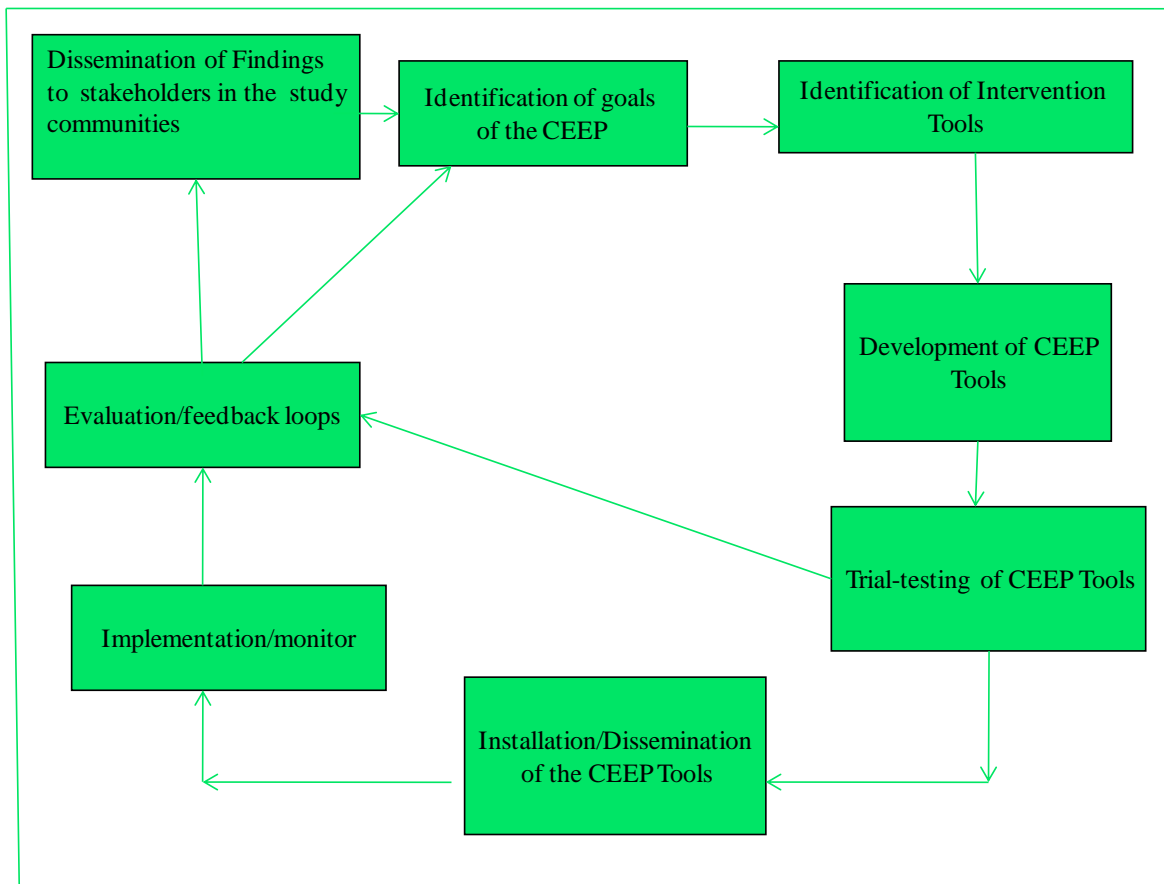 Dissemination of Findings
to stakeholders in the study
communities
Identification of goals
of the CEEP
Identification of Intervention
Tools
Development of CEEP
Tools
Trial-testing of CEEP Tools
Installation/Dissemination
of the CEEP Tools
Implementation/monitor
Evaluation/feedback loops